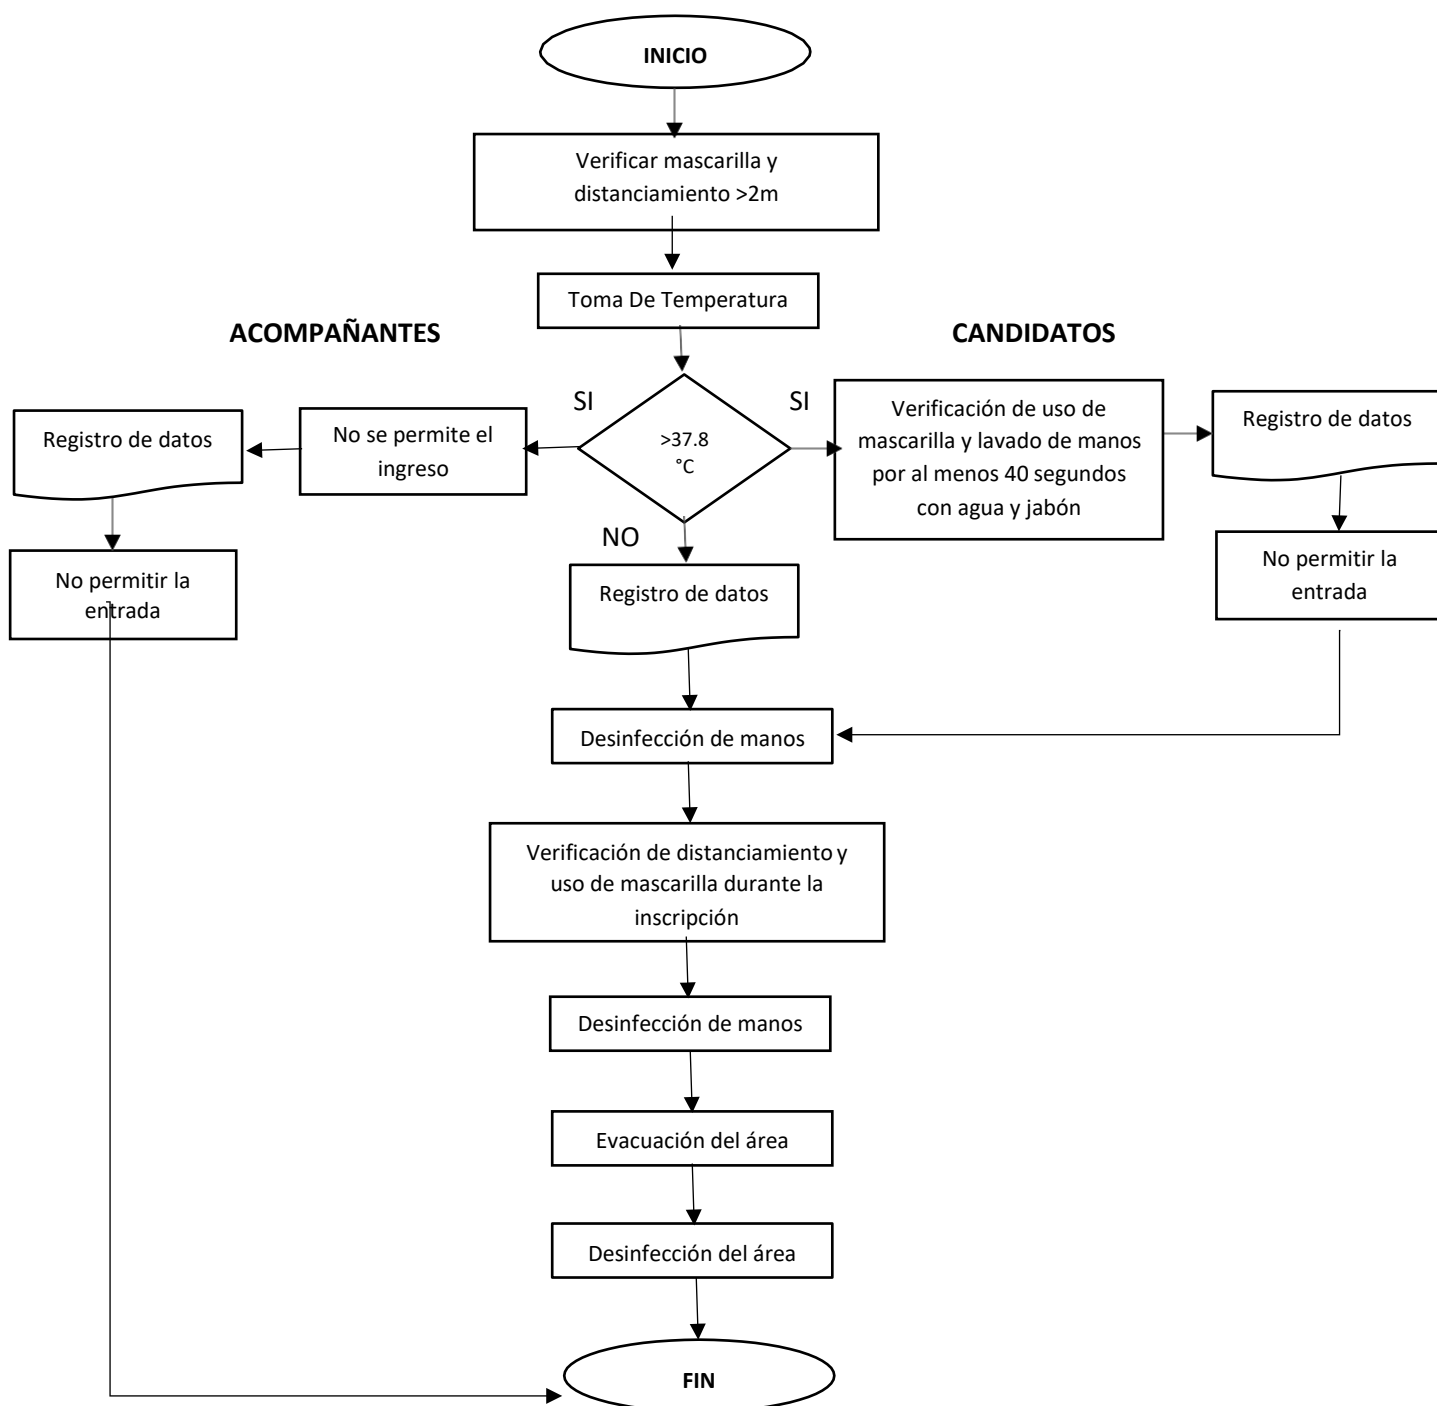 INICIO
Verificar mascarilla y
distanciamiento >2m
Toma De Temperatura
ACOMPAÑANTES
CANDIDATOS
SI
SI
>37.8
°C
No se permite el
ingreso
Registro de datos
No permitir la
entrada
Verificación de uso de
mascarilla y lavado de manos
por al menos 40 segundos
con agua y jabón
Registro de datos
No permitir la
entrada
NO
Registro de datos
Desinfección de manos
Verificación de distanciamiento y
uso de mascarilla durante la
inscripción
Desinfección de manos
Evacuación del área
Desinfección del área
FIN